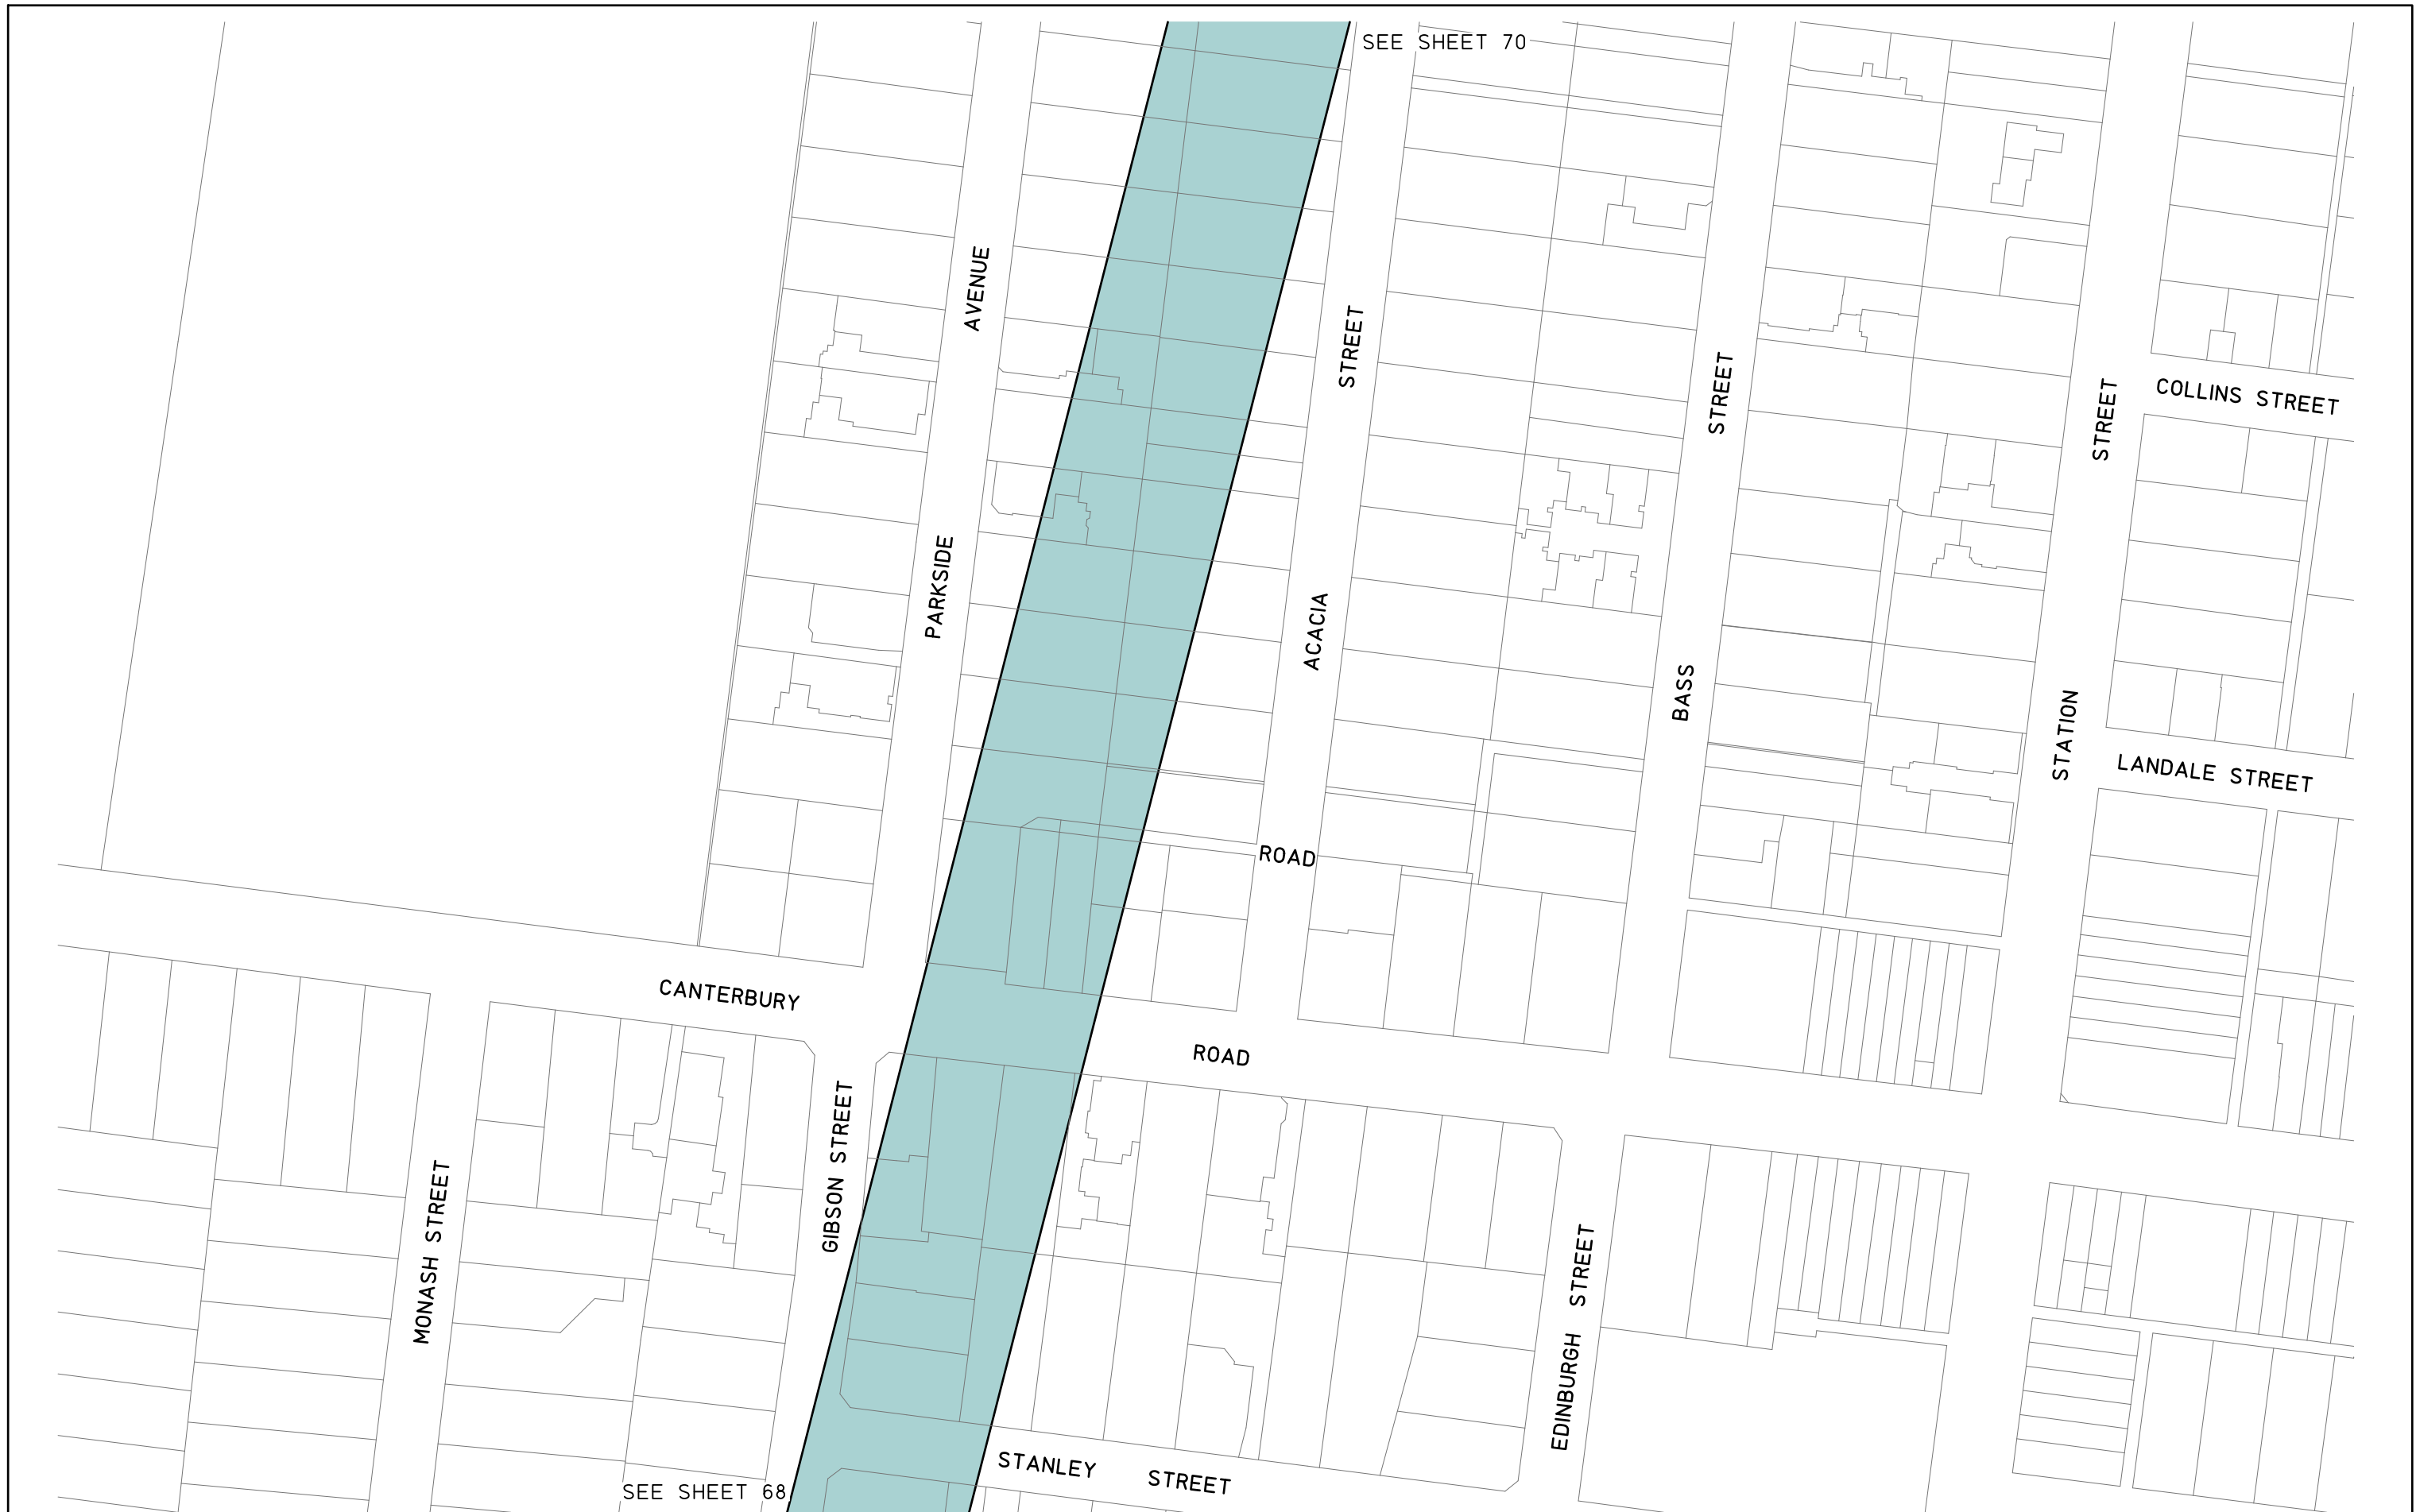 SEE SHEET 70
AVENUE
STREET
STREET
STREET
COLLINS STREET
PARKSIDE
ACACIA
BASS
STATION
LANDALE STREET
ROAD
CANTERBURY
ROAD
GIBSON STREET
MONASH STREET
EDINBURGH STREET
STANLEY STREET
SEE SHEET 68